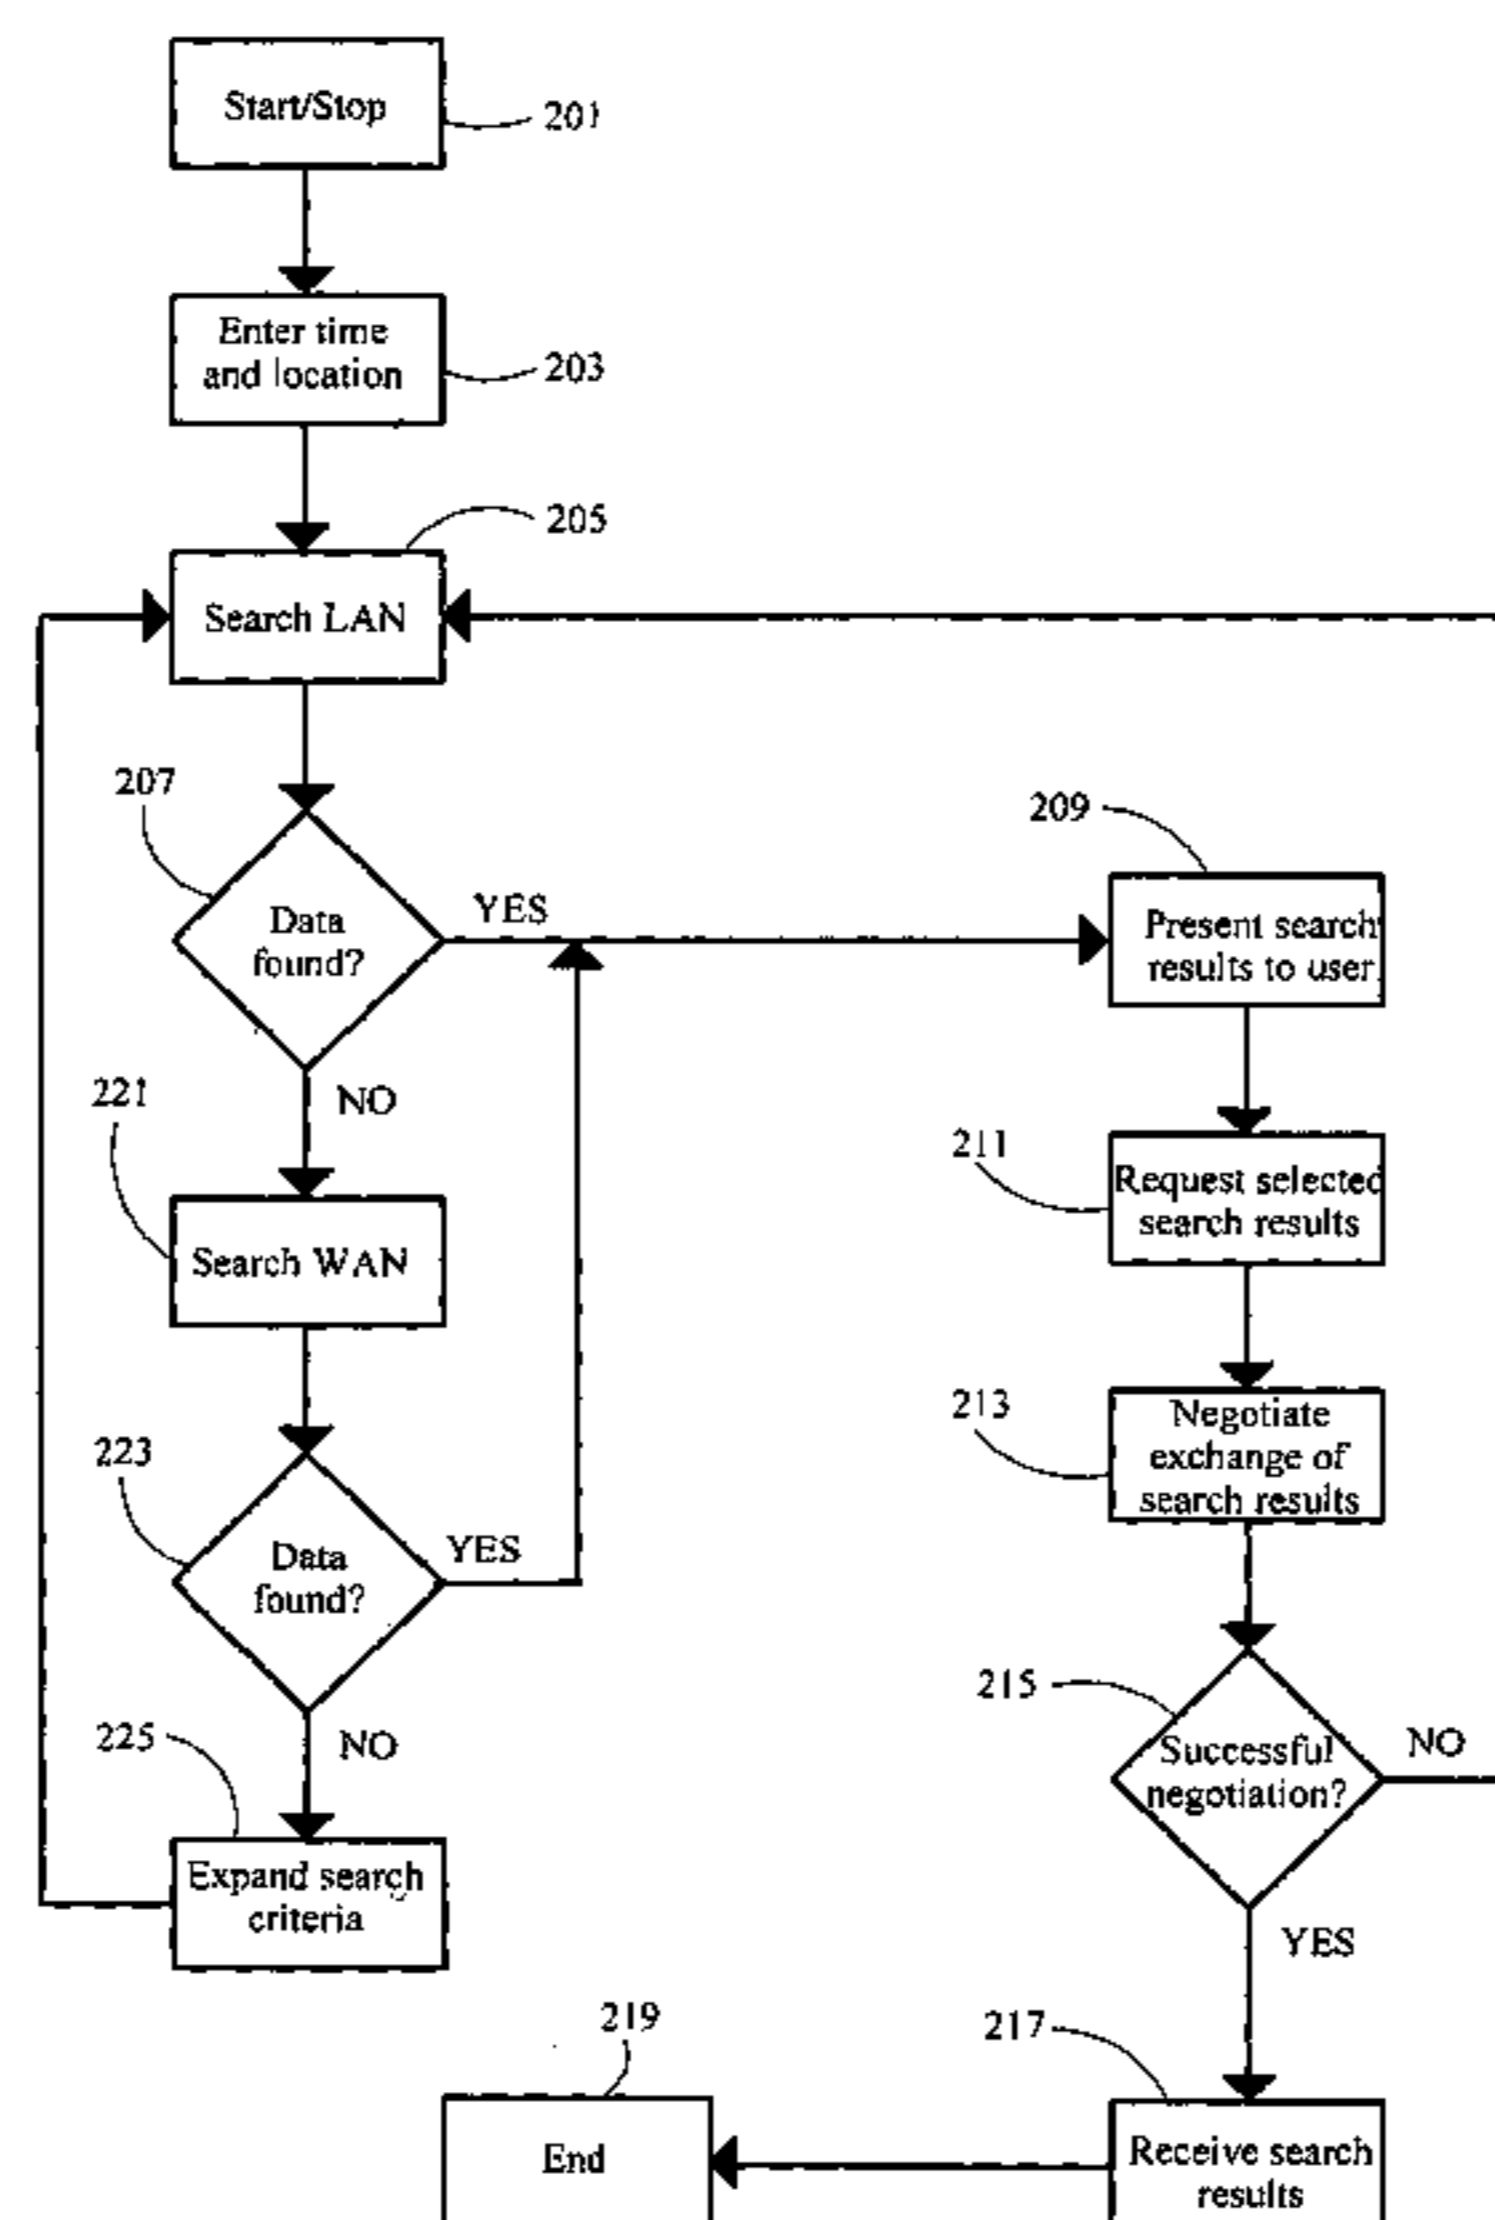 Start/Stop
201
Enter time
and location
203
205
Search LAN
207
Data
found?
YES
209
Present search
results to user
NO
221
Search WAN
211
Request selected
search results
213
Negotiate
exchange of
search results
223
Data
found?
YES
NO
215
Successful
negotiation?
NO
225
Expand search
criteria
YES
219
End
217
Receive search
results